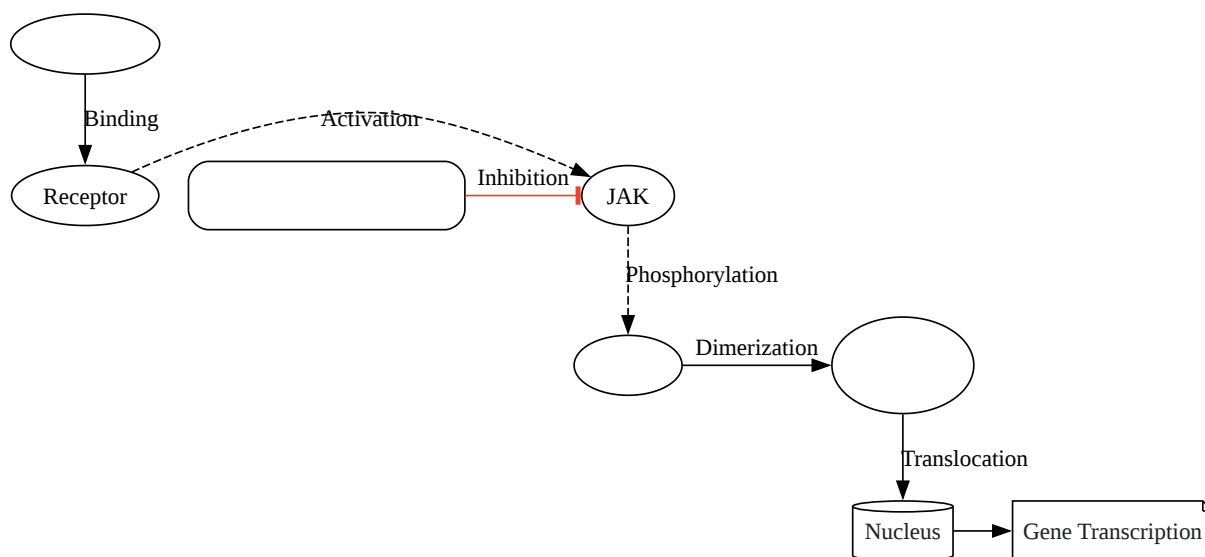 Binding
Activation
Receptor
Inhibition
JAK
Phosphorylation
Dimerization
Translocation
Nucleus
Gene Transcription